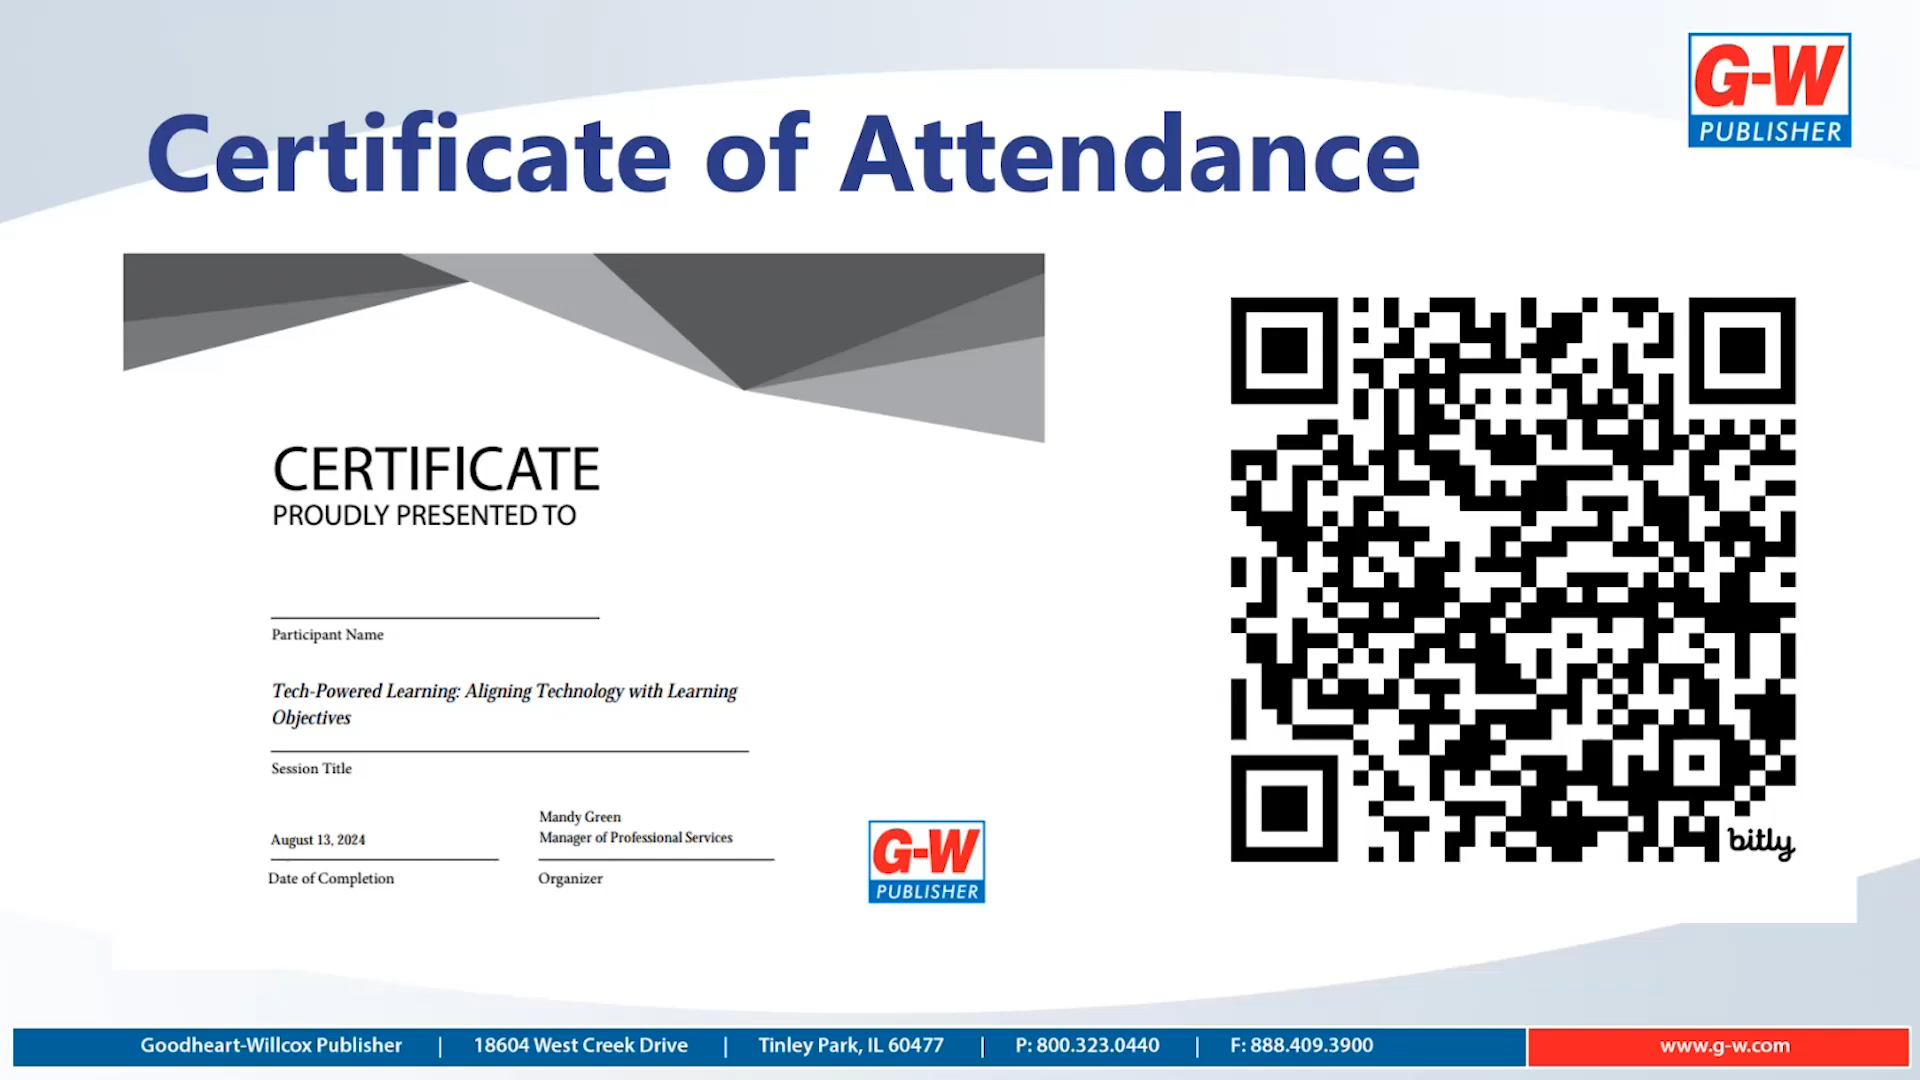 G-W
PUBLISHER
Certificate of Attendance
CERTIFICATE
PROUDLY PRESENTED TO
Participant Name
Tech-Powered Learning: Aligning Technology with Learning
Objectives
Session Title
Mandy Green
August 13, 2024
Manager of Professional Services
Date of Completion
Organizer
G-W
PUBLISHER
bitly
Goodheart-Willcox Publisher | 18604 West Creek Drive | Tinley Park, IL 60477 | P: 800.323.0440 | F: 888.409.3900 www.g-w.com